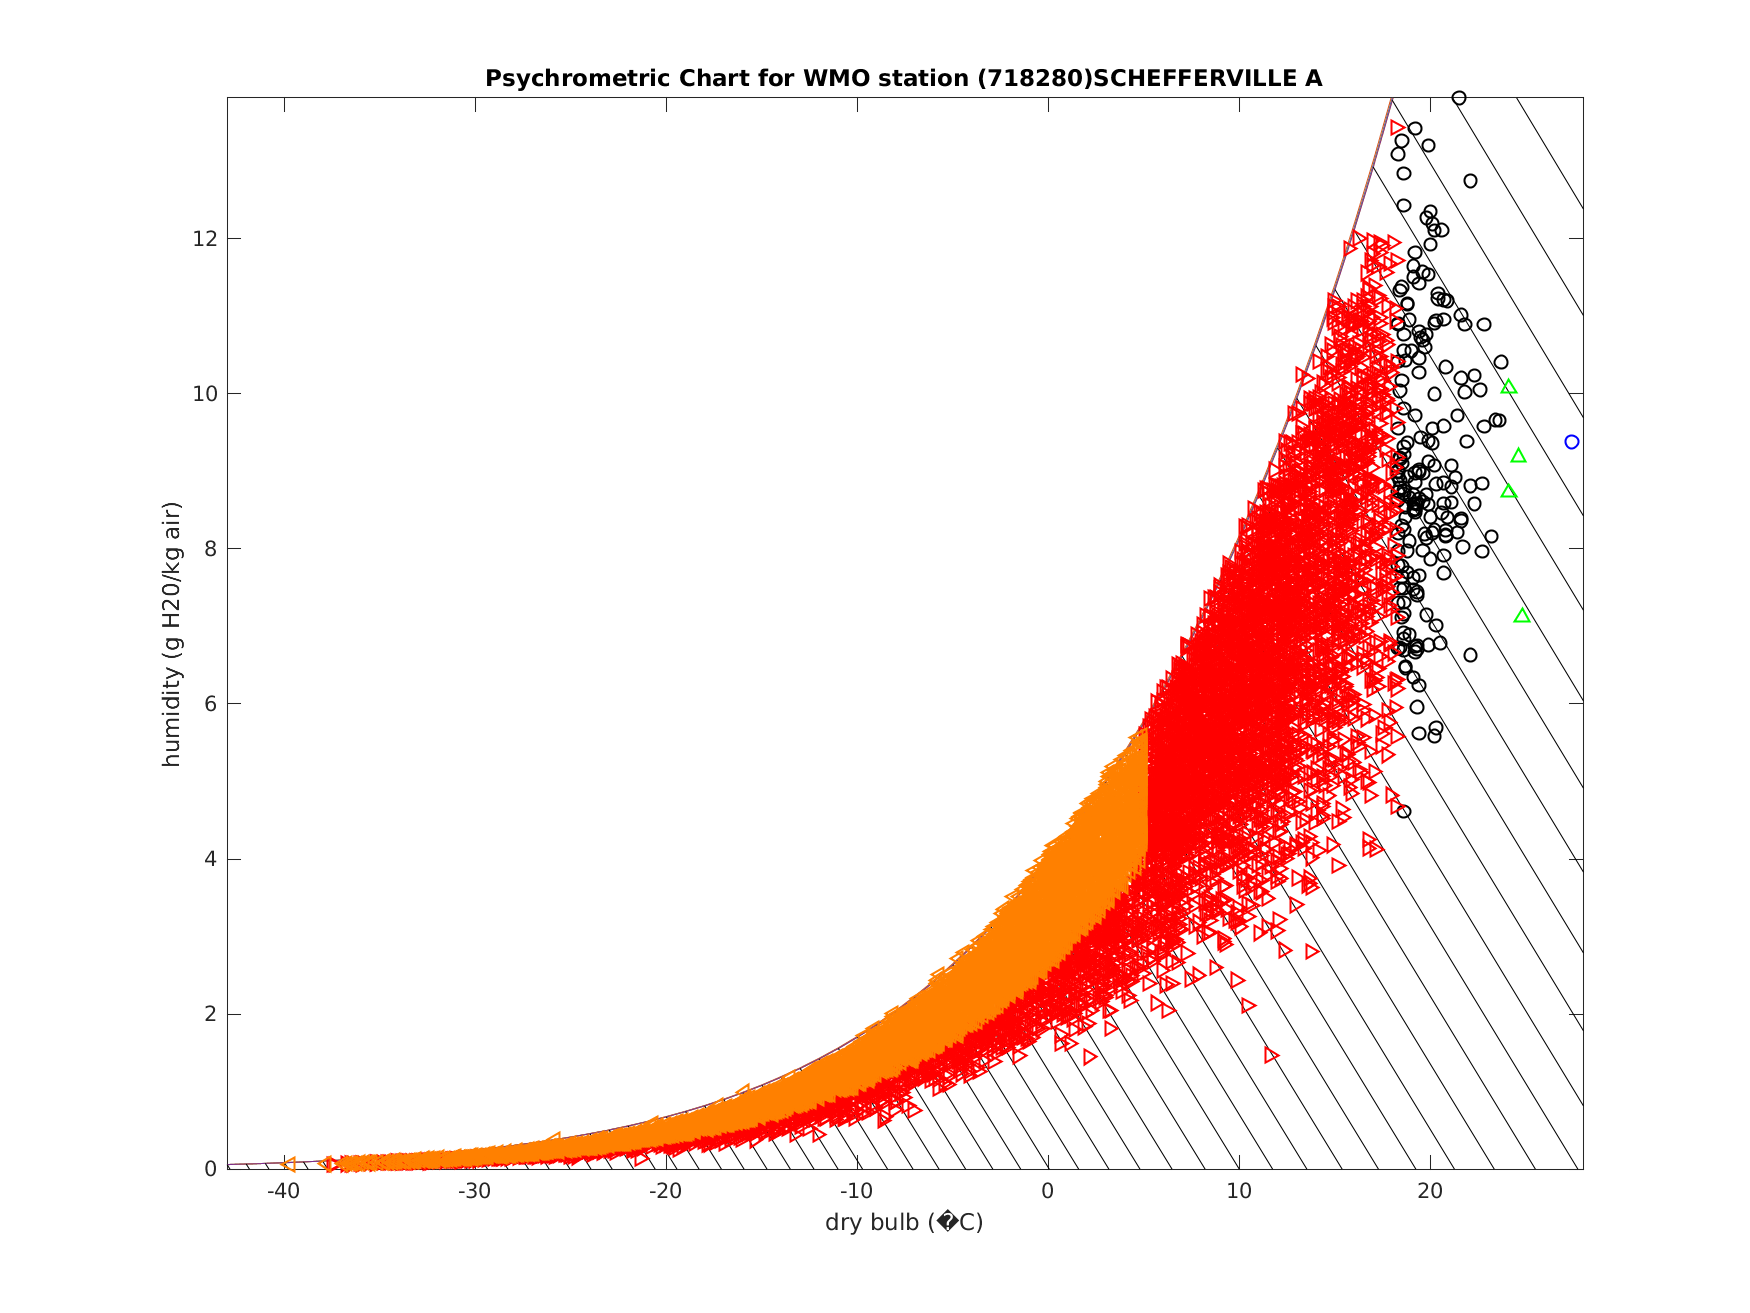 Psychrometric Chart for WMO station (718280)SCHEFFERVILLE A
humidity (g H20/kg air)
12
10
8
6
4
2
0
-40 -30 -20 -10 0 10 20
dry bulb (�C)